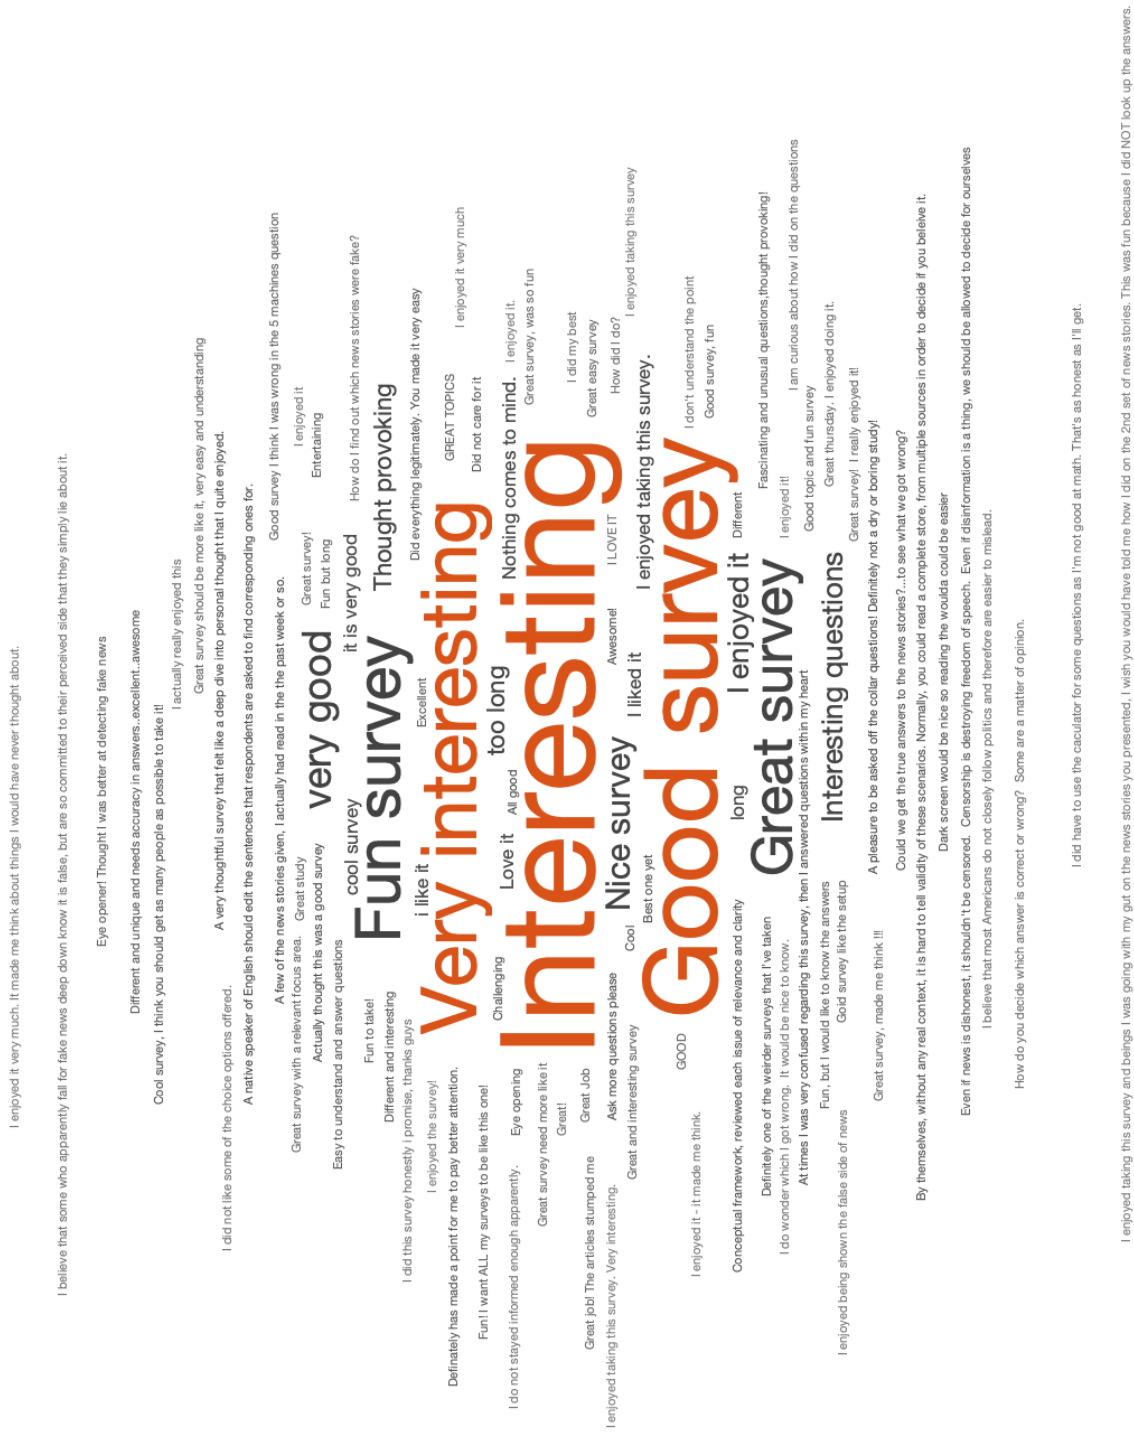 I enjoyed it very much. It made me think about things I would have never thought about.
I believe that some who apparently fall for fake news deep down know it is false, but are so committed to their perceived side that they simply lie about it.
Eye opener! Thought I was better at detecting fake news
Different and unique and needs accuracy in answers...excellent..awesome
Cool survey, I think you should get as many people as possible to take it!
I actually really enjoyed this
Great survey should be more like it, very easy and understanding
A very thoughtful survey that felt like a deep dive into personal thought that I quite enjoyed.
I did not like some of the choice options offered.
A native speaker of English should edit the sentences that respondents are asked to find corresponding ones for.
Good survey I think I was wrong in the 5 machines question
A few of the news stories given, I actually had read in the the past week or so.
I enjoyed it
Great survey with a relevant focus area.
Great study
Great survey!
Entertaining
Actually thought this was a good survey
very good
Fun but long
Easy to understand and answer questions
cool survey
it is very good
How do I find out which news stories were fake?
Fun to take!
Fun survey
Thought provoking
Different and interesting
I did this survey honestly i promise, thanks guys
i like it
Excellent
Did everything legitimately. You made it very easy
I enjoyed the survey!
Very interesting
GREAT TOPICS
I enjoyed it very much
Definately has made a point for me to pay better attention.
Did not care for it
Fun! I want ALL my surveys to be like this one!
Challenging
too long
Love it
All good
Nothing comes to mind.
I enjoyed it.
I do not stayed informed enough apparently.
Eye opening
Interesting
Great survey, was so fun
Great survey need more like it
Great!
I did my best
Great Job
Great easy survey
Great job! The articles stumped me
I enjoyed taking this survey. Very interesting.
Ask more questions please
Nice survey
Awesome!
I LOVE IT
How did I do?
Great and interesting survey
Cool
I liked it
I enjoyed taking this survey
Best one yet
I enjoyed taking this survey.
GOOD
Good survey
I don't understand the point
I enjoyed it - it made me think.
Good survey, fun
Conceptual framework, reviewed each issue of relevance and clarity
long
I enjoyed it
Different
Definitely one of the weirder surveys that I've taken
Great survey
Fascinating and unusual questions,thought provoking!
I do wonder which I got wrong. It would be nice to know.
I enjoyed it!
I am curious about how I did on the questions
At times I was very confused regarding this survey, then I answered questions within my heart
Good topic and fun survey
Fun, but I would like to know the answers
Interesting questions
Great thursday. I enjoyed doing it.
I enjoyed being shown the false side of news
Gold survey like the setup
Great survey! I really enjoyed it!
Great survey, made me think !!!
A pleasure to be asked off the collar questions! Definitely not a dry or boring study!
Could we get the true answers to the news stories?...to see what we got wrong?
By themselves, without any real context, it is hard to tell validity of these scenarios. Normally, you could read a complete store, from multiple sources in order to decide if you beleive it.
Dark screen would be nice so reading the woulda could be easier
Even if news is dishonest, it shouldn't be censored. Censorship is destroying freedom of speech. Even if disinformation is a thing, we should be allowed to decide for ourselves
I believe that most Americans do not closely follow politics and therefore are easier to mislead.
How do you decide which answer is correct or wrong? Some are a matter of opinion.
I did have to use the caculator for some questions as I'm not good at math. That's as honest as I'll get.
I enjoyed taking this survey and beings I was going with my gut on the news stories you presented, I wish you would have told me how I did on the 2nd set of news stories. This was fun because I did NOT look up the answers.